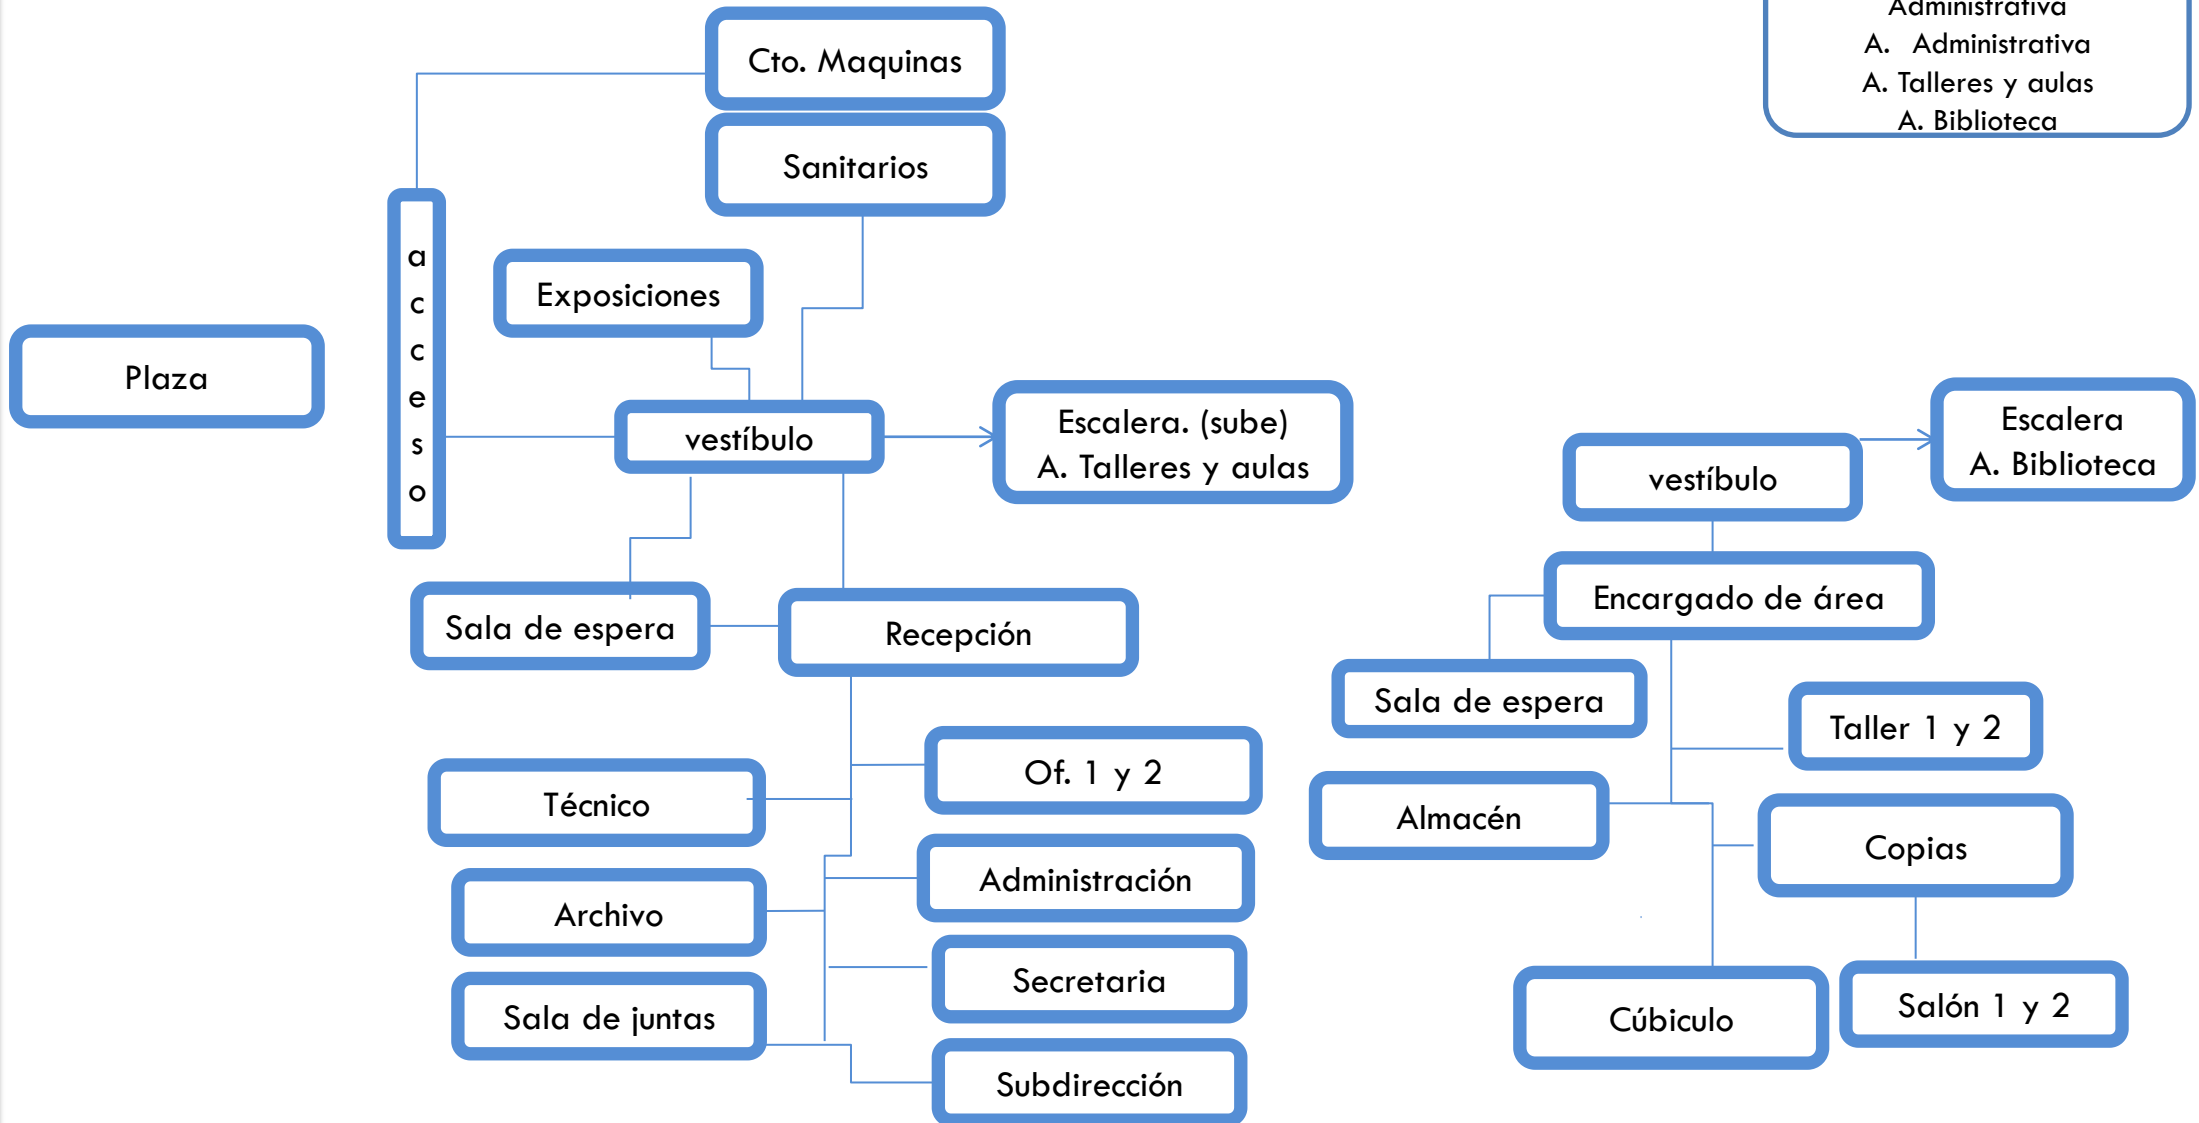 Administrativa
A. Administrativa
A. Talleres y aulas
A. Biblioteca
Cto. Maquinas
Sanitarios
a
c
c
e
s
o
Exposiciones
Plaza
vestíbulo
Escalera. (sube)
A. Talleres y aulas
Sala de espera
Recepción
Técnico
Of. 1 y 2
Archivo
Administración
Secretaria
Sala de juntas
Subdirección
vestíbulo
Escalera
A. Biblioteca
Encargado de área
Sala de espera
Taller 1 y 2
Almacén
Copias
Cúbiculo
Salón 1 y 2